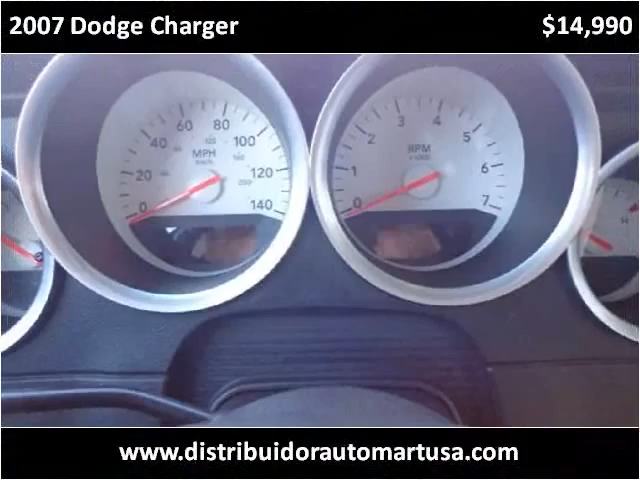 2007 Dodge Charger $14,990
0 20 40 60 80 100 120 140
MPH
0 1 2 3 4 5 6 7
RPM
H
www.distribuidorautomartusa.com